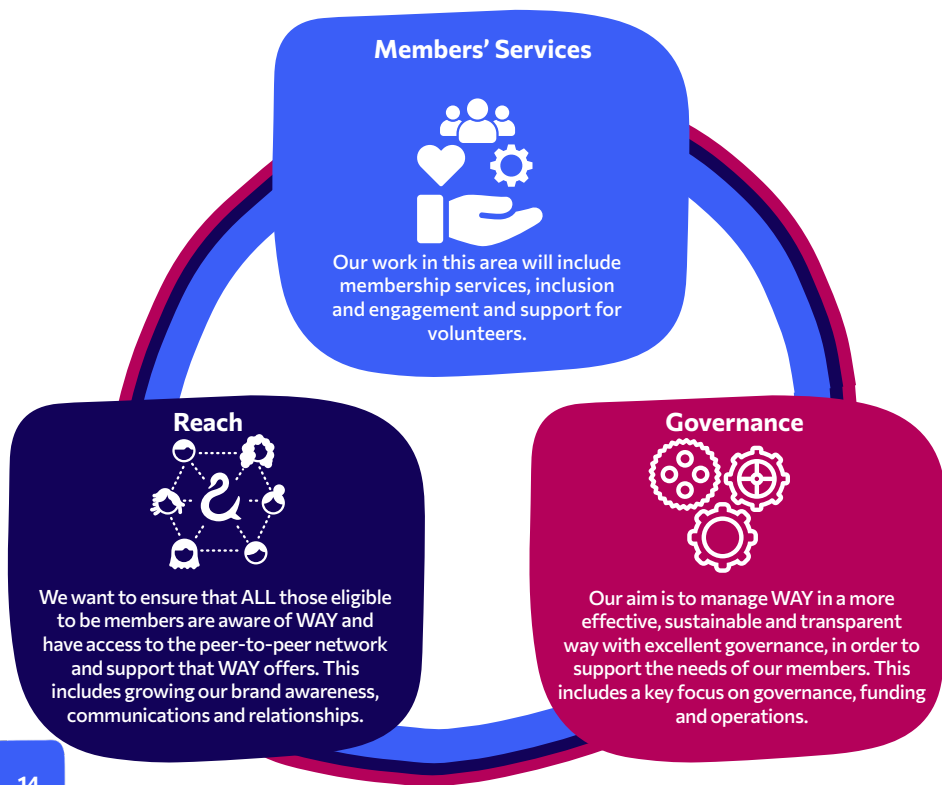 Members’ Services
Our work in this area will include
membership services, inclusion
and engagement and support for
volunteers.
Reach
We want to ensure that ALL those eligible
to be members are aware of WAY and
have access to the peer-to-peer network
and support that WAY offers. This
includes growing our brand awareness,
communications and relationships.
Governance
Our aim is to manage WAY in a more
effective, sustainable and transparent
way with excellent governance, in order to
support the needs of our members. This
includes a key focus on governance, funding
and operations.
14